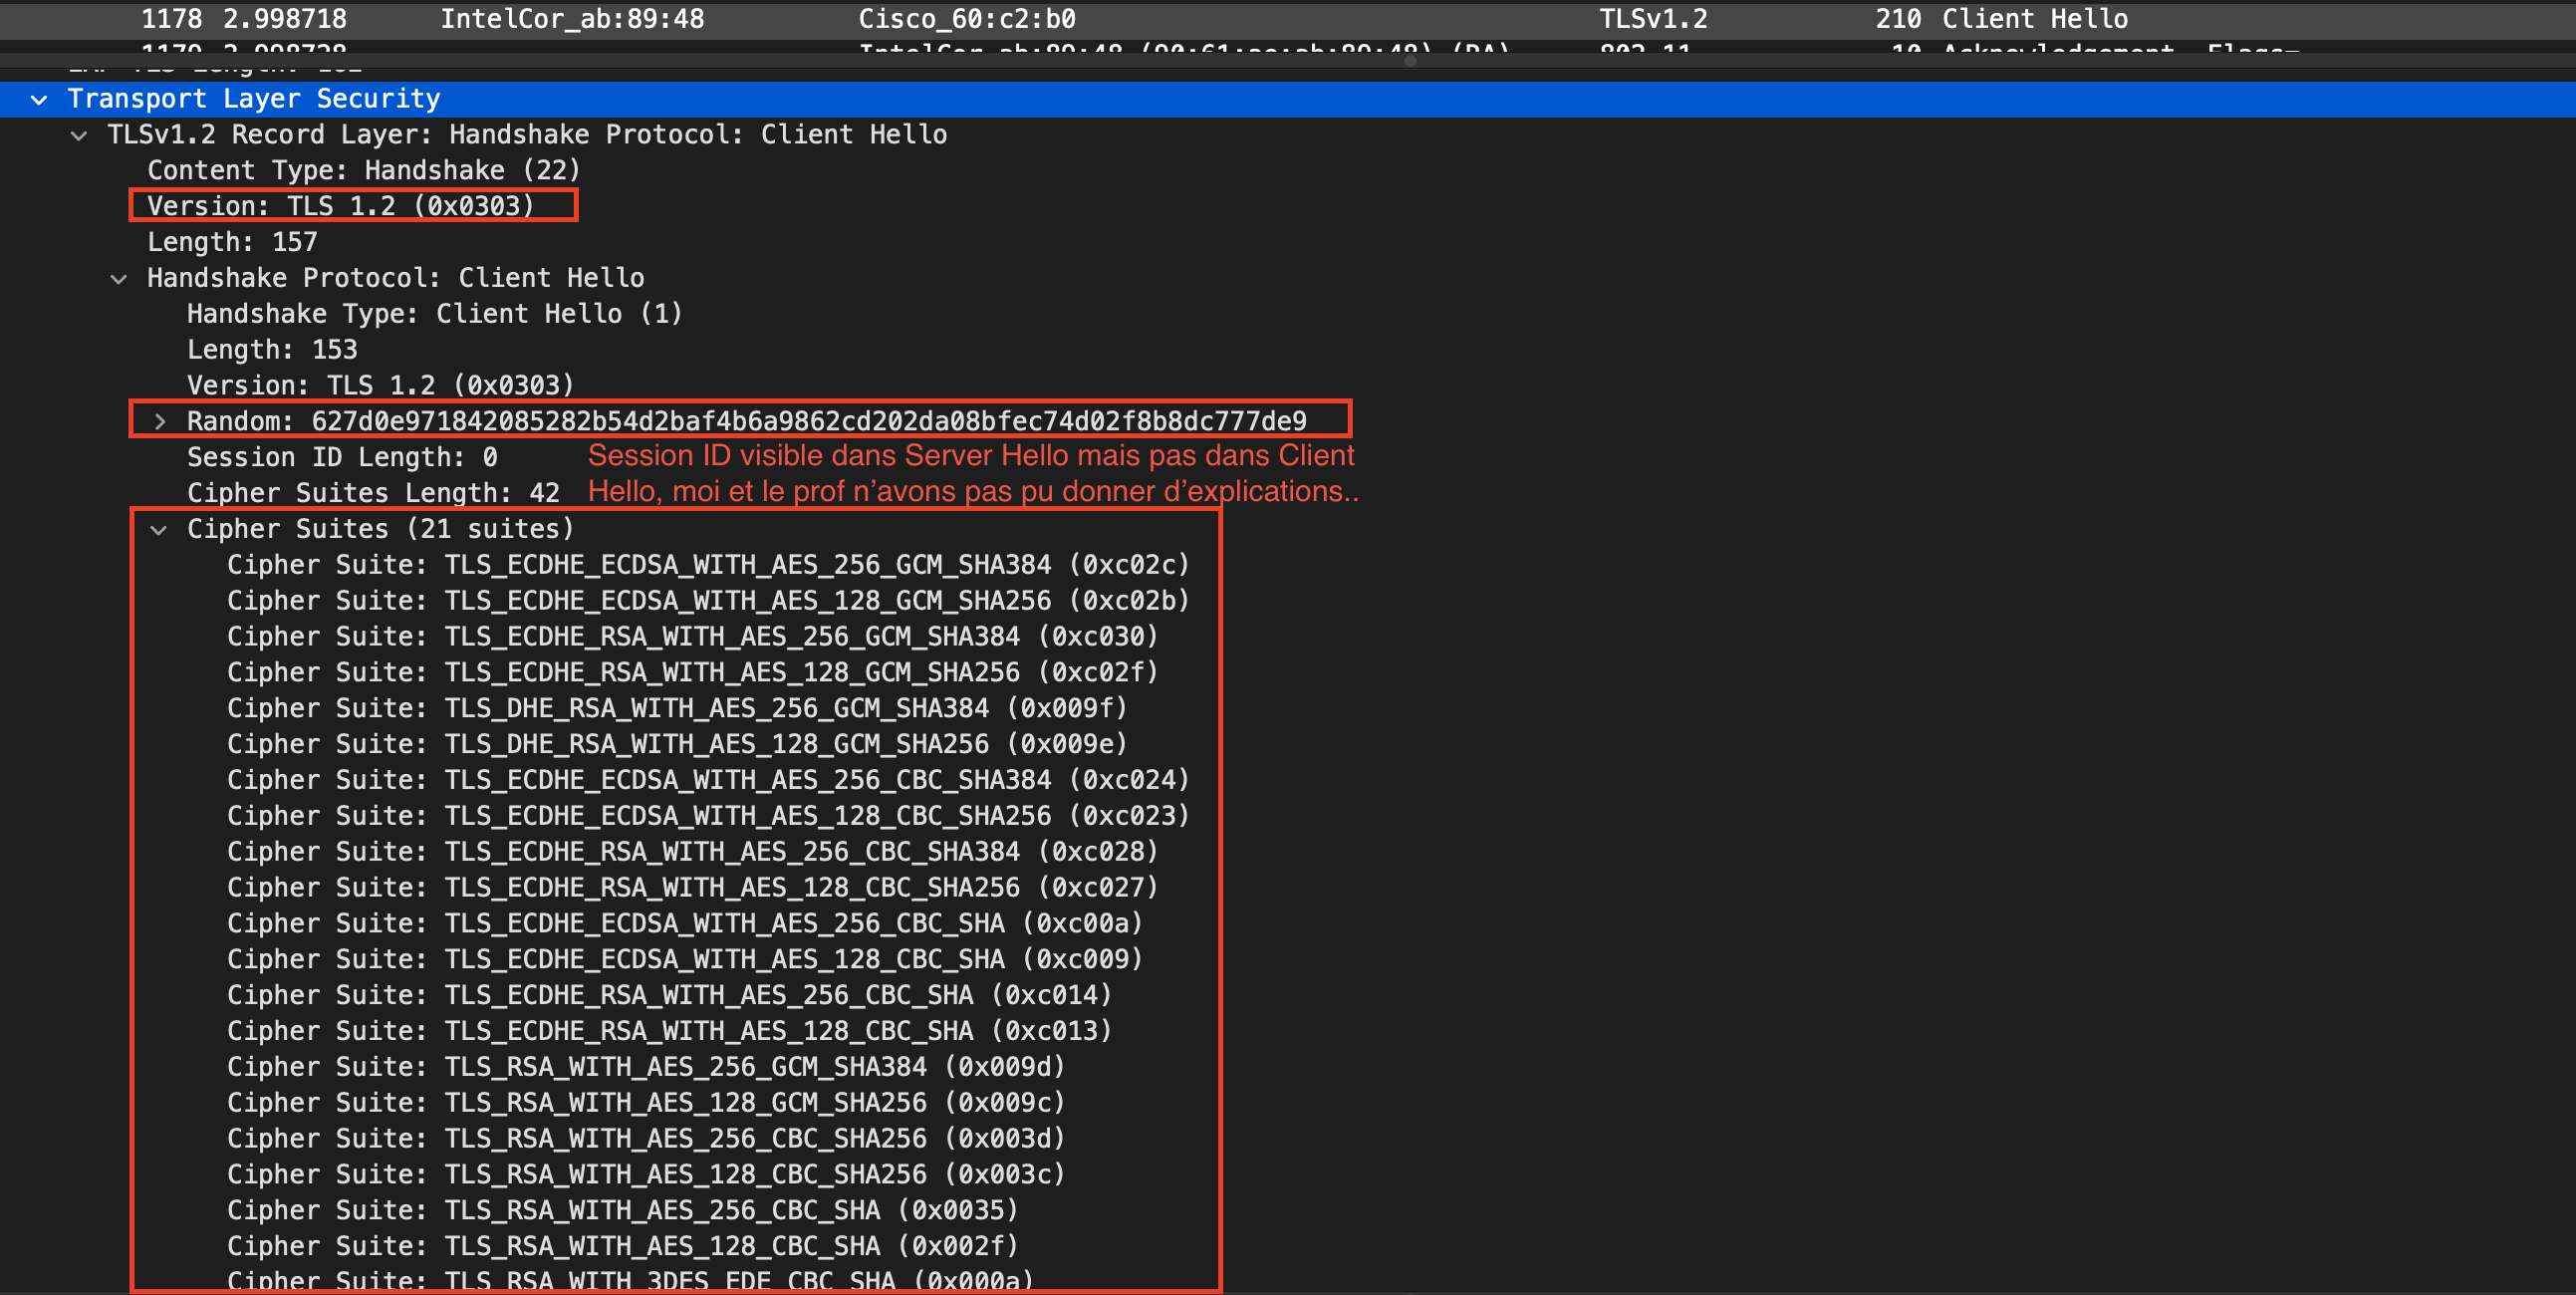 1178 2.998718 IntelCor_ab:89:48 Cisco_60:c2:b0 TLSv1.2 210 Client Hello
1179 2.998728 IntelCor_ab:89:48 (90:61:ae:ab:89:48) (RA) 802.11 10 Acknowledgement, Flags=
Transport Layer Security
TLSv1.2 Record Layer: Handshake Protocol: Client Hello
Content Type: Handshake (22)
Version: TLS 1.2 (0x0303)
Length: 157
Handshake Protocol: Client Hello
Handshake Type: Client Hello (1)
Length: 153
Version: TLS 1.2 (0x0303)
Random: 627d0e971842085282b54d2baf4b6a9862cd202da08bfec74d02f8b8dc777de9
Session ID Length: 0 Session ID visible dans Server Hello mais pas dans Client
Cipher Suites Length: 42 Hello, moi et le prof n’avons pas pu donner d’explications..
Cipher Suites (21 suites)
Cipher Suite: TLS_ECDHE_ECDSA_WITH_AES_256_GCM_SHA384 (0xc02c)
Cipher Suite: TLS_ECDHE_ECDSA_WITH_AES_128_GCM_SHA256 (0xc02b)
Cipher Suite: TLS_ECDHE_RSA_WITH_AES_256_GCM_SHA384 (0xc030)
Cipher Suite: TLS_ECDHE_RSA_WITH_AES_128_GCM_SHA256 (0xc02f)
Cipher Suite: TLS_DHE_RSA_WITH_AES_256_GCM_SHA384 (0x009f)
Cipher Suite: TLS_DHE_RSA_WITH_AES_128_GCM_SHA256 (0x009e)
Cipher Suite: TLS_ECDHE_ECDSA_WITH_AES_256_CBC_SHA384 (0xc024)
Cipher Suite: TLS_ECDHE_ECDSA_WITH_AES_128_CBC_SHA256 (0xc023)
Cipher Suite: TLS_ECDHE_RSA_WITH_AES_256_CBC_SHA384 (0xc028)
Cipher Suite: TLS_ECDHE_RSA_WITH_AES_128_CBC_SHA256 (0xc027)
Cipher Suite: TLS_ECDHE_ECDSA_WITH_AES_256_CBC_SHA (0xc00a)
Cipher Suite: TLS_ECDHE_ECDSA_WITH_AES_128_CBC_SHA (0xc009)
Cipher Suite: TLS_ECDHE_RSA_WITH_AES_256_CBC_SHA (0xc014)
Cipher Suite: TLS_ECDHE_RSA_WITH_AES_128_CBC_SHA (0xc013)
Cipher Suite: TLS_RSA_WITH_AES_256_GCM_SHA384 (0x009d)
Cipher Suite: TLS_RSA_WITH_AES_128_GCM_SHA256 (0x009c)
Cipher Suite: TLS_RSA_WITH_AES_256_CBC_SHA256 (0x003d)
Cipher Suite: TLS_RSA_WITH_AES_128_CBC_SHA256 (0x003c)
Cipher Suite: TLS_RSA_WITH_AES_256_CBC_SHA (0x0035)
Cipher Suite: TLS_RSA_WITH_AES_128_CBC_SHA (0x002f)
Cipher Suite: TLS_RSA_WITH_3DES_EDE_CBC_SHA (0x000a)